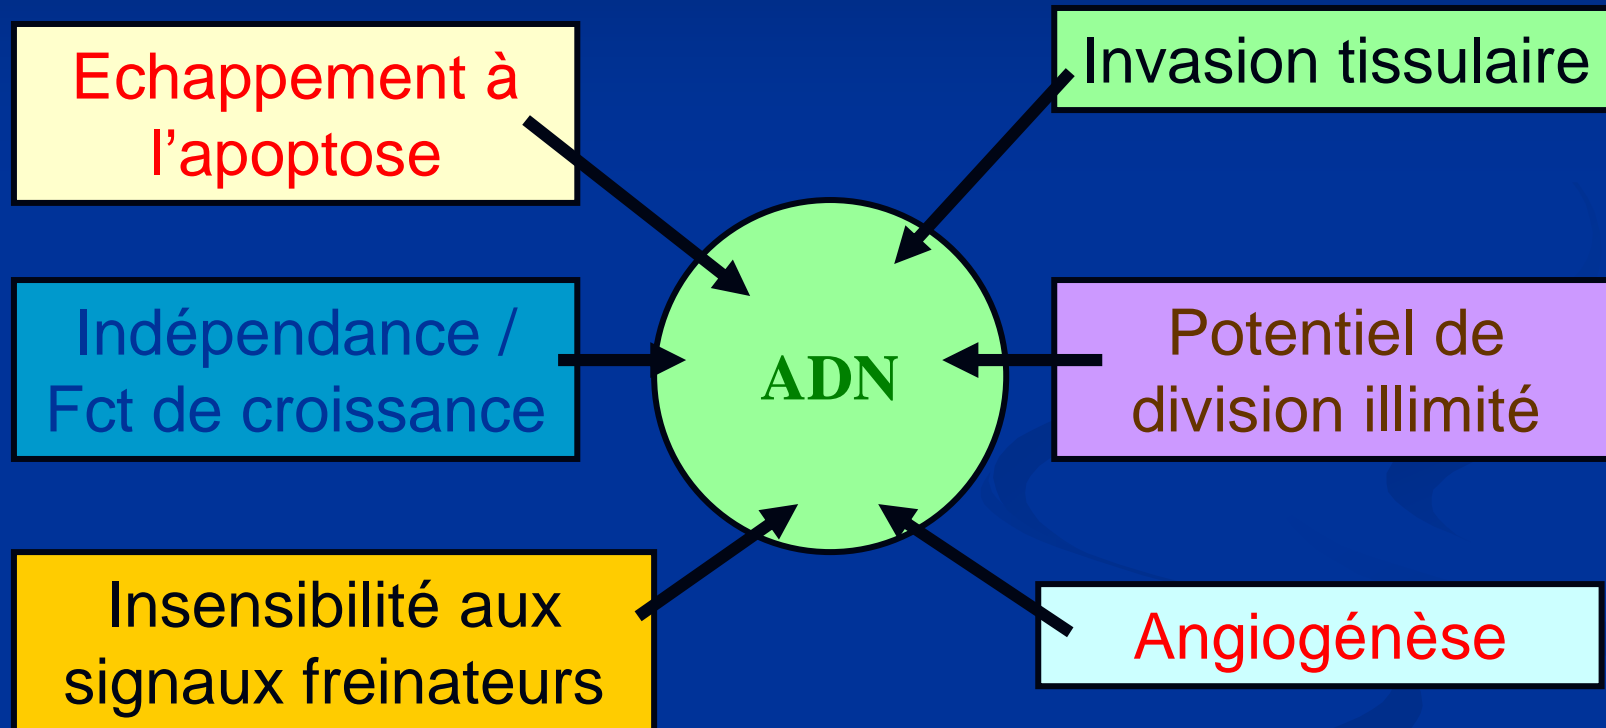 Echappement à
l’apoptose
Invasion tissulaire
Indépendance /
Fct de croissance
ADN
Potentiel de
division illimité
Insensibilité aux
signaux freinateurs
Angiogénèse